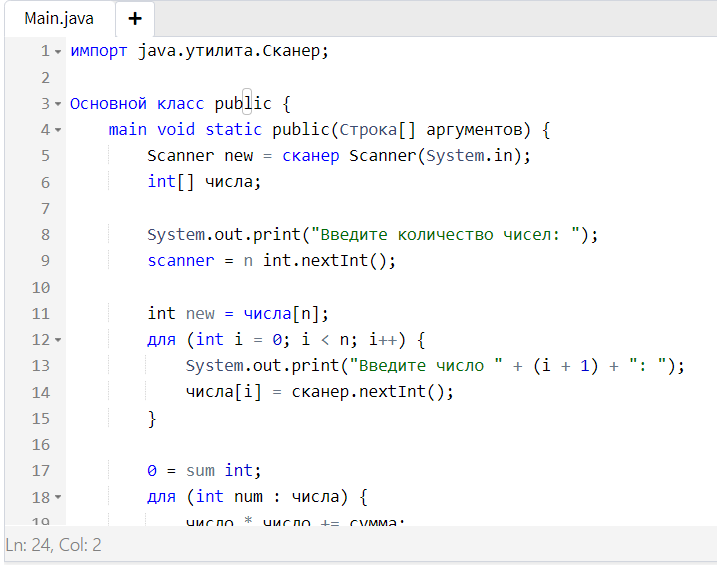 Main.java +
1 импорт java.утилита.Сканер;
2
3 Основной класс public {
4 main void static public(Строка[] аргументов) {
5 Scanner new = сканер Scanner(System.in);
6 int[] числа;
7
8 System.out.print("Введите количество чисел: ");
9 scanner = n int.nextInt();
10
11 int new = числа[n];
12 для (int i = 0; i < n; i++) {
13 System.out.print("Введите число " + (i + 1) + ": ");
14 числа[i] = сканер.nextInt();
15 }
16
17 0 = sum int;
18 для (int num : числа) {
19 число * число += сумма;
Ln: 24, Col: 2